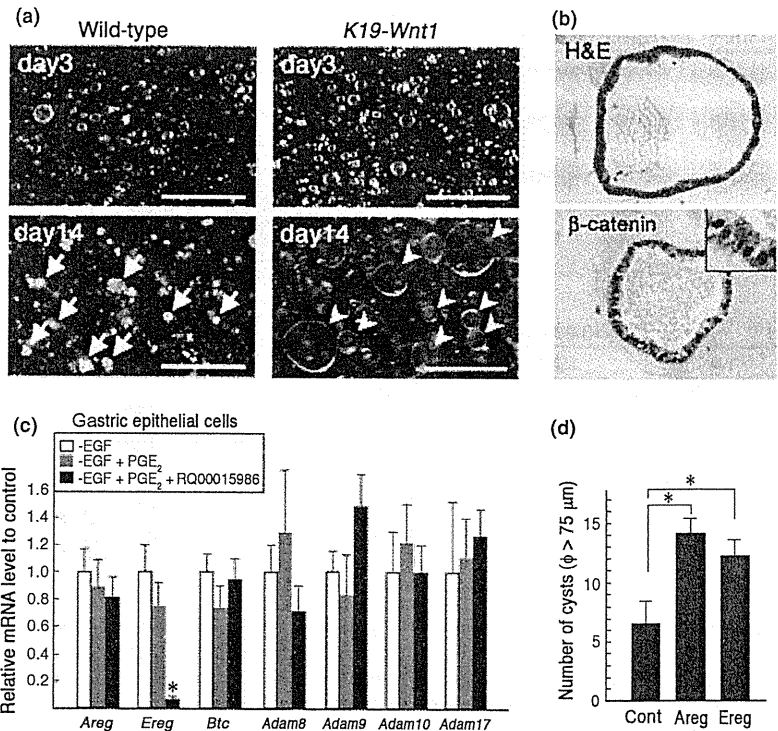 (a)
Wild-type
K19-Wnt1
day3
day3
day14
day14
(b)
H&E
β-catenin
(c)
Gastric epithelial cells
-EGF
-EGF + PGE₂
-EGF + PGE₂ + RQ00015986
Relative mRNA level to control
1.6
1.4
1.2
1.0
0.8
0.6
0.4
0.2
*
Areg Ereg Btc Adam8 Adam9 Adam10 Adam17
(d)
Number of cysts (ϕ > 75 μm)
15
10
5
0
*
*
Cont Areg Ereg